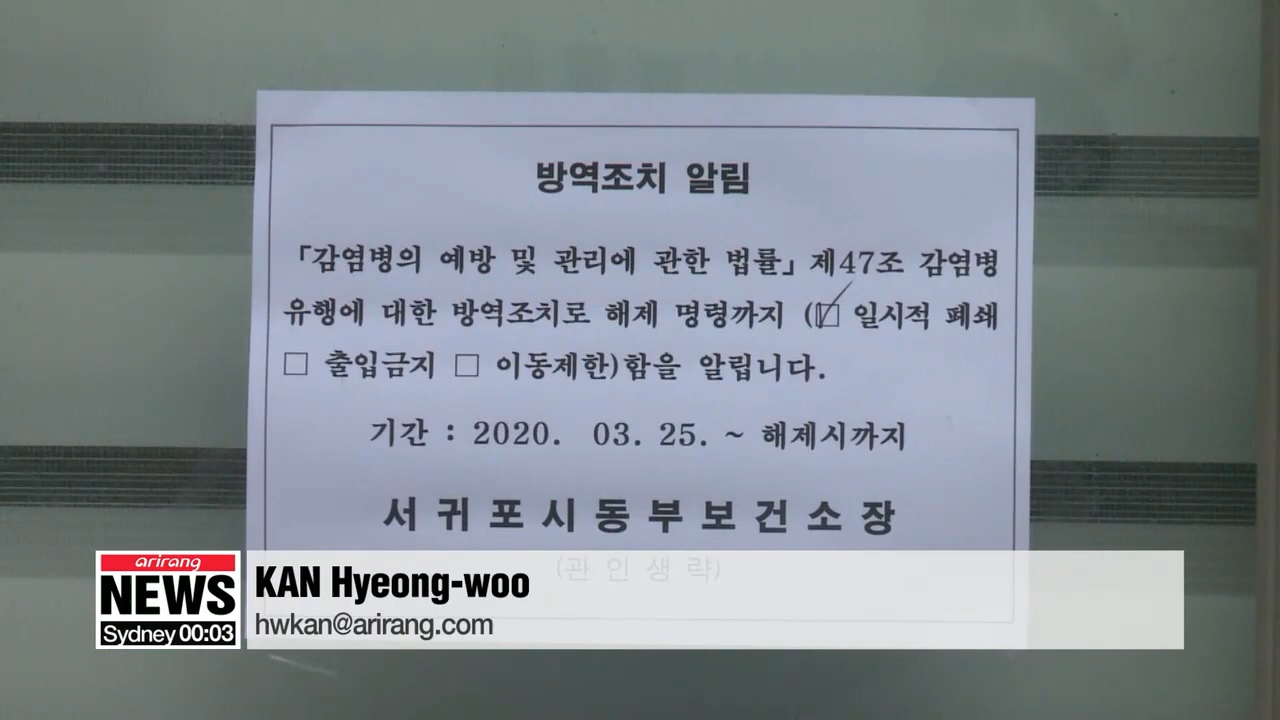 방역조치 알림
「감염병의 예방 및 관리에 관한 법률」 제47조 감염병
유행에 대한 방역조치로 해제 명령까지 (☑ 일시적 폐쇄
☐ 출입금지 ☐ 이동제한)함을 알립니다.
기간 : 2020. 03. 25. ~ 해제시까지
서귀포시동부보건소장
(관인생략)
arirang
NEWS
Sydney 00:03
KAN Hyeong-woo
hwkan@arirang.com